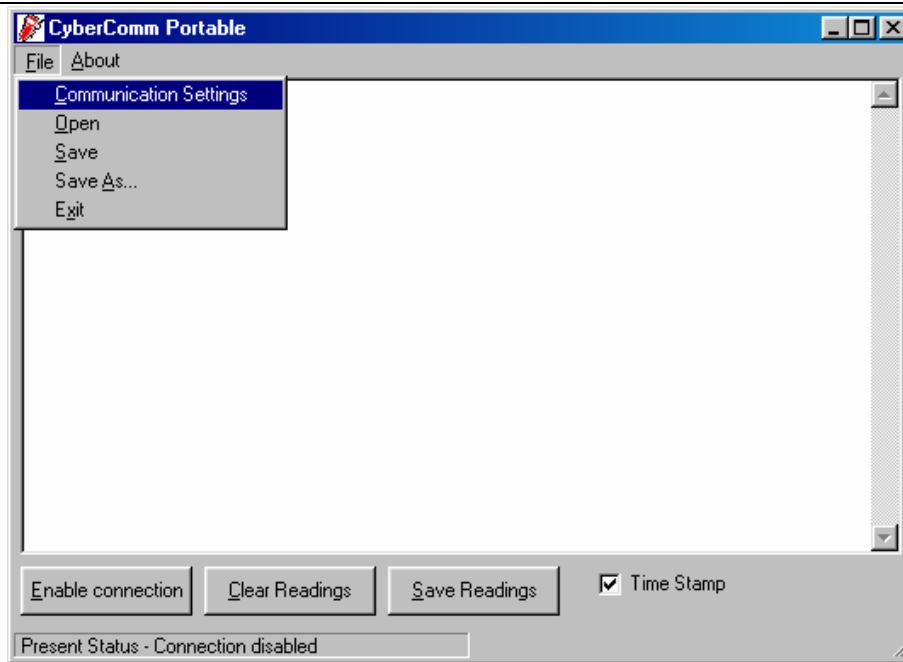 CyberComm Portable
File About
Communication Settings
Open
Save
Save As...
Exit
Enable connection Clear Readings Save Readings Time Stamp
Present Status - Connection disabled